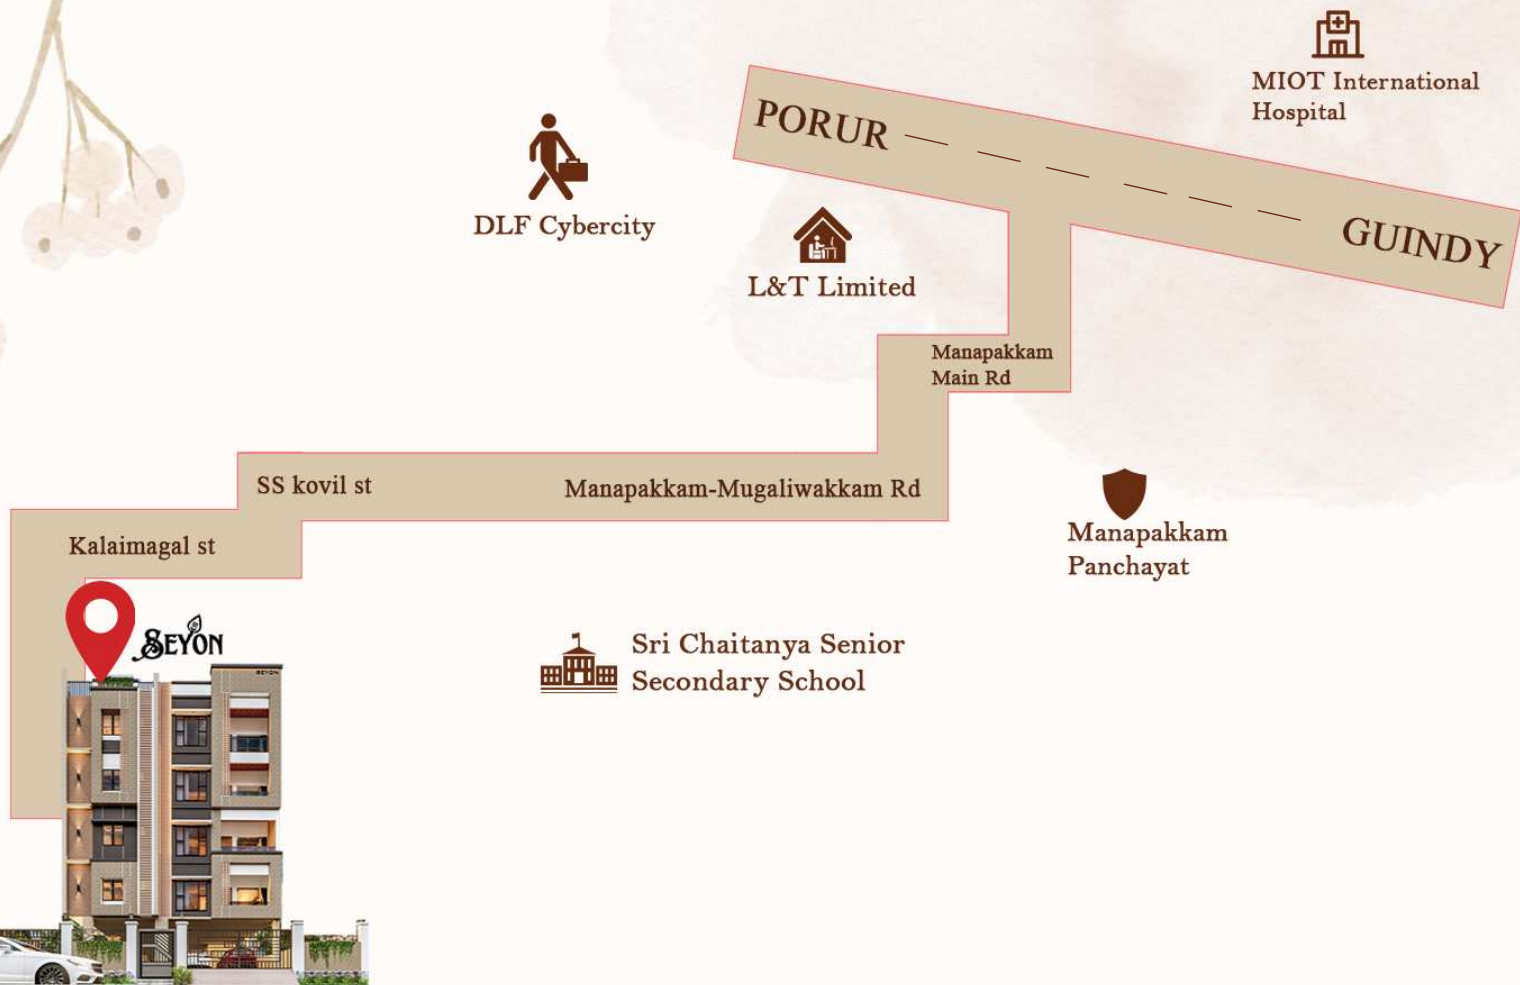 MIOT International
Hospital
PORUR
GUINDY
DLF Cybercity
L&T Limited
Manapakkam
Main Rd
SS kovil st
Manapakkam-Mugaliwakkam Rd
Manapakkam
Panchayat
Kalaimagal st
SEYON
SEYON
Sri Chaitanya Senior
Secondary School